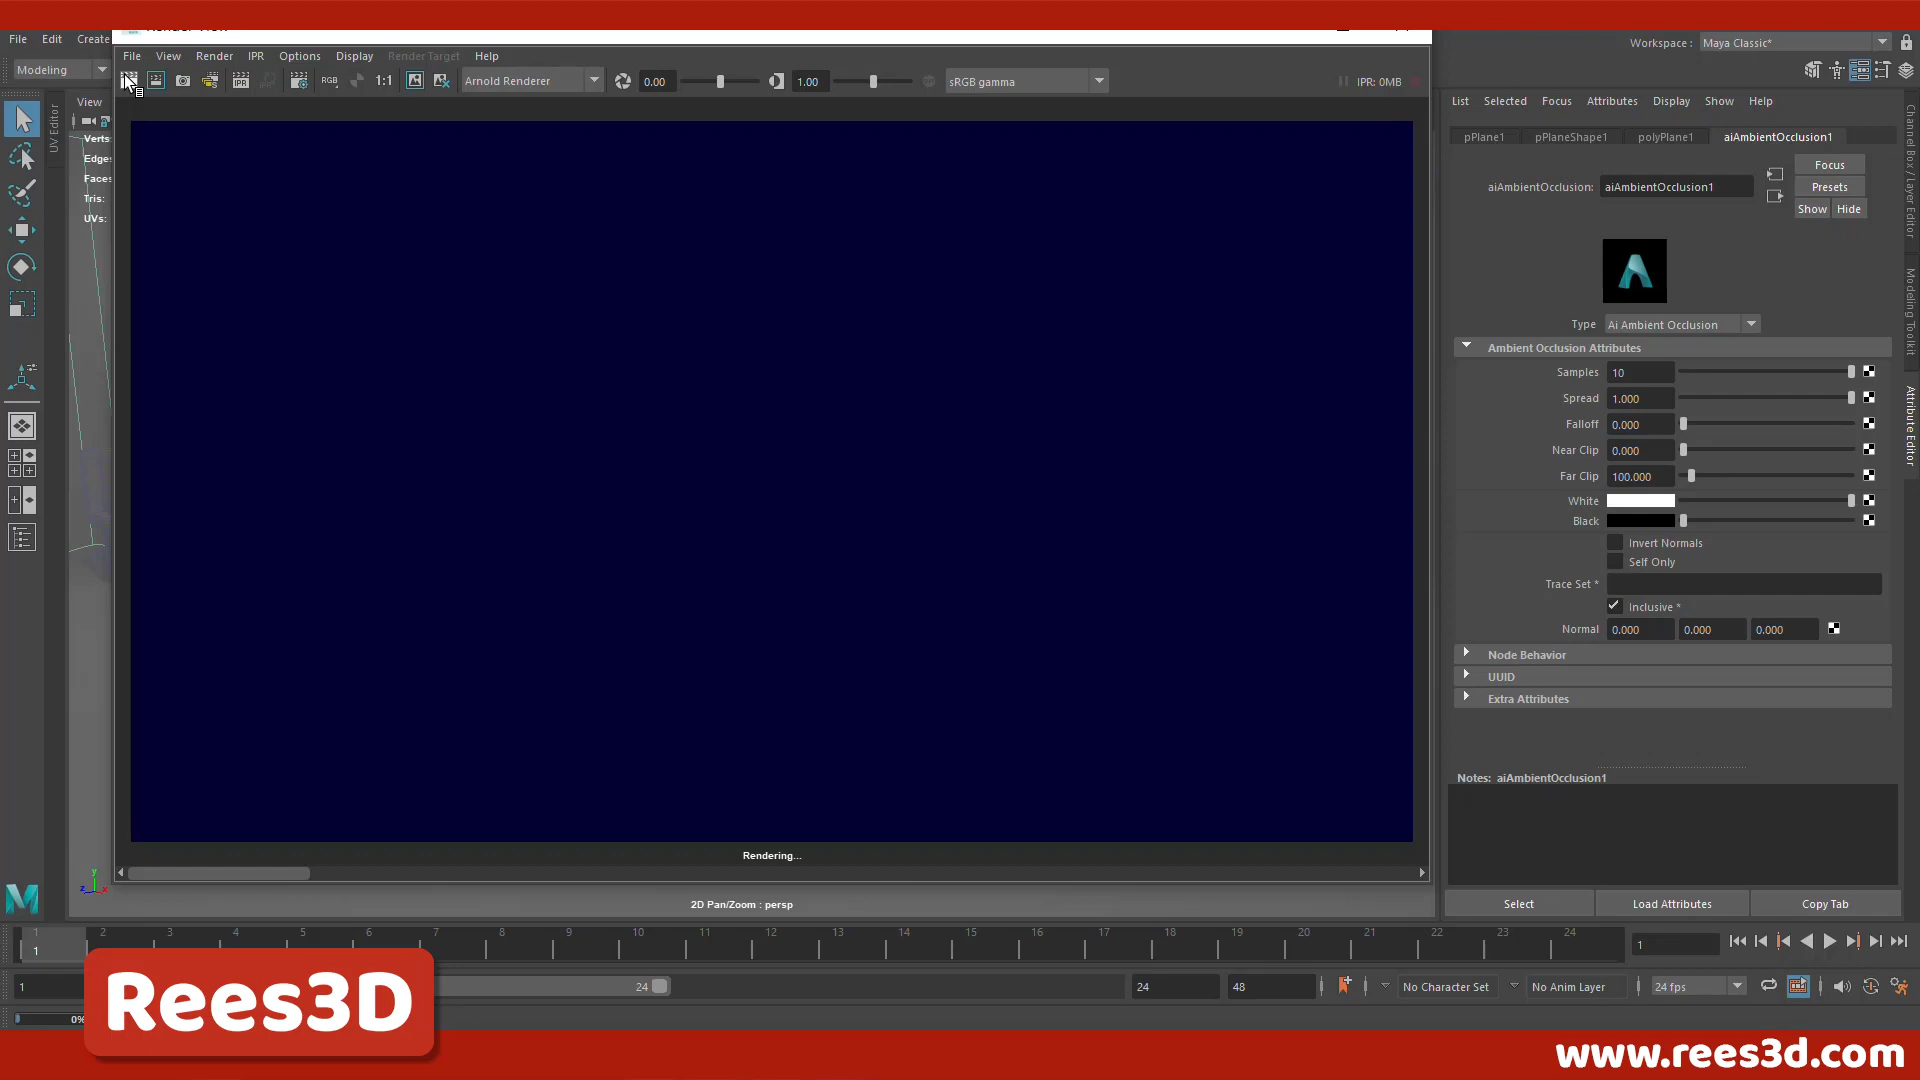 File Edit Create
File View Render IPR Options Display Render Target Help
Workspace : Maya Classic*
Modeling
RGB 1:1 Arnold Renderer 0.00 1.00 sRGB gamma IPR: 0MB
IPR
View
UV Editor
Verts
Edges
Faces
Tris:
UVs:
List Selected Focus Attributes Display Show Help
pPlane1 pPlaneShape1 polyPlane1 aiAmbientOcclusion1
Focus
aiAmbientOcclusion: aiAmbientOcclusion1 Presets
Show Hide
Type Ai Ambient Occlusion
Ambient Occlusion Attributes
Samples 10
Spread 1.000
Falloff 0.000
Near Clip 0.000
Far Clip 100.000
White
Black
Invert Normals
Self Only
Trace Set *
Inclusive *
Normal 0.000 0.000 0.000
Node Behavior
UUID
Extra Attributes
Notes: aiAmbientOcclusion1
Select Load Attributes Copy Tab
Channel Box / Layer Editor
Modeling Toolkit
Attribute Editor
Rendering...
y
z x
2D Pan/Zoom : persp
1 2 3 4 5 6 7 8 9 10 11 12 13 14 15 16 17 18 19 20 21 22 23 24
1 1
1 24 24 48 No Character Set No Anim Layer 24 fps
0%
Rees3D
www.rees3d.com